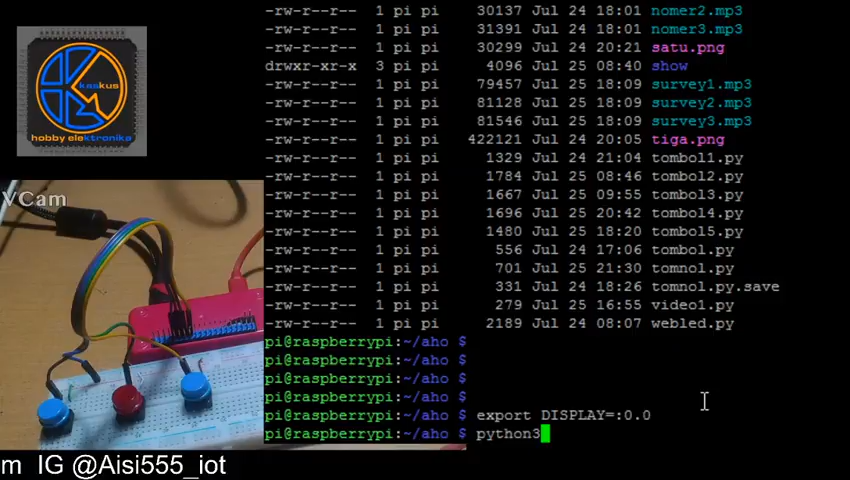 kaskus
hobby elektronika
VCam
-rw-r--r-- 1 pi pi 30137 Jul 24 18:01 nomer2.mp3
-rw-r--r-- 1 pi pi 31391 Jul 24 18:01 nomer3.mp3
-rw-r--r-- 1 pi pi 30299 Jul 24 20:21 satu.png
drwxr-xr-x 3 pi pi 4096 Jul 25 08:40 show
-rw-r--r-- 1 pi pi 79457 Jul 25 18:09 survey1.mp3
-rw-r--r-- 1 pi pi 81128 Jul 25 18:09 survey2.mp3
-rw-r--r-- 1 pi pi 81546 Jul 25 18:09 survey3.mp3
-rw-r--r-- 1 pi pi 422121 Jul 24 20:05 tiga.png
-rw-r--r-- 1 pi pi 1329 Jul 24 21:04 tombol1.py
-rw-r--r-- 1 pi pi 1784 Jul 25 08:46 tombol2.py
-rw-r--r-- 1 pi pi 1667 Jul 25 09:55 tombol3.py
-rw-r--r-- 1 pi pi 1696 Jul 25 20:42 tombol4.py
-rw-r--r-- 1 pi pi 1480 Jul 25 18:20 tombol5.py
-rw-r--r-- 1 pi pi 556 Jul 24 17:06 tombol.py
-rw-r--r-- 1 pi pi 701 Jul 25 21:30 tomnol.py
-rw-r--r-- 1 pi pi 331 Jul 24 18:26 tomnol.py.save
-rw-r--r-- 1 pi pi 279 Jul 25 16:55 video1.py
-rw-r--r-- 1 pi pi 2189 Jul 24 08:07 webled.py
pi@raspberrypi:~/aho $
pi@raspberrypi:~/aho $
pi@raspberrypi:~/aho $
pi@raspberrypi:~/aho $
pi@raspberrypi:~/aho $ export DISPLAY=:0.0
pi@raspberrypi:~/aho $ python3
m IG @Aisi555_iot